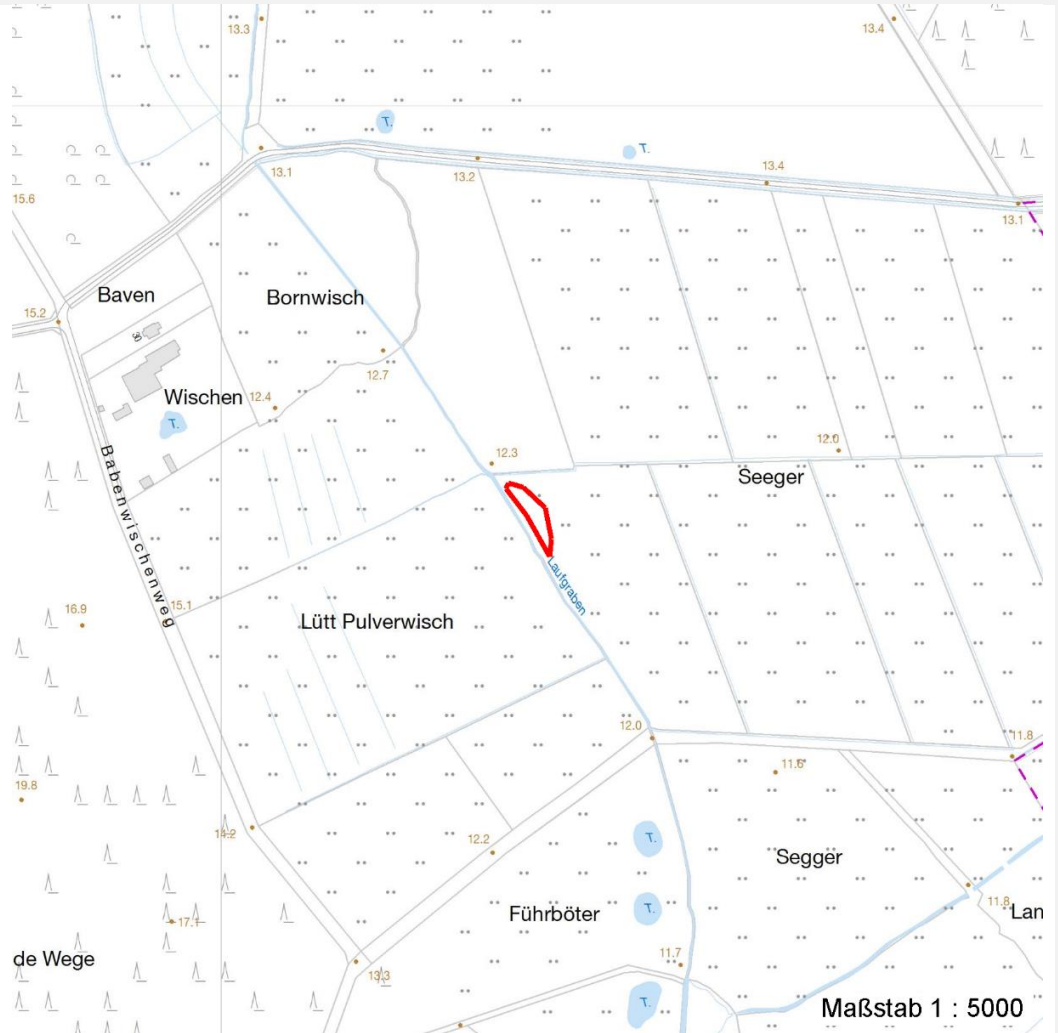 13.3
13.4
T.
T.
13.1
13.2
13.4
15.6
13.1
Baven
Bornwisch
15.2
30
12.7
Wischen
12.4
T.
12.3
12.0
Seeger
Babenwischenweg
Laufgraben
15.1
16.9
Lütt Pulverwisch
12.0
11.8
11.6
19.8
14.2
T.
12.2
Segger
11.8
Lan
Führböter
T.
17.1
de Wege
11.7
13.3
T.
Maßstab 1 : 5000